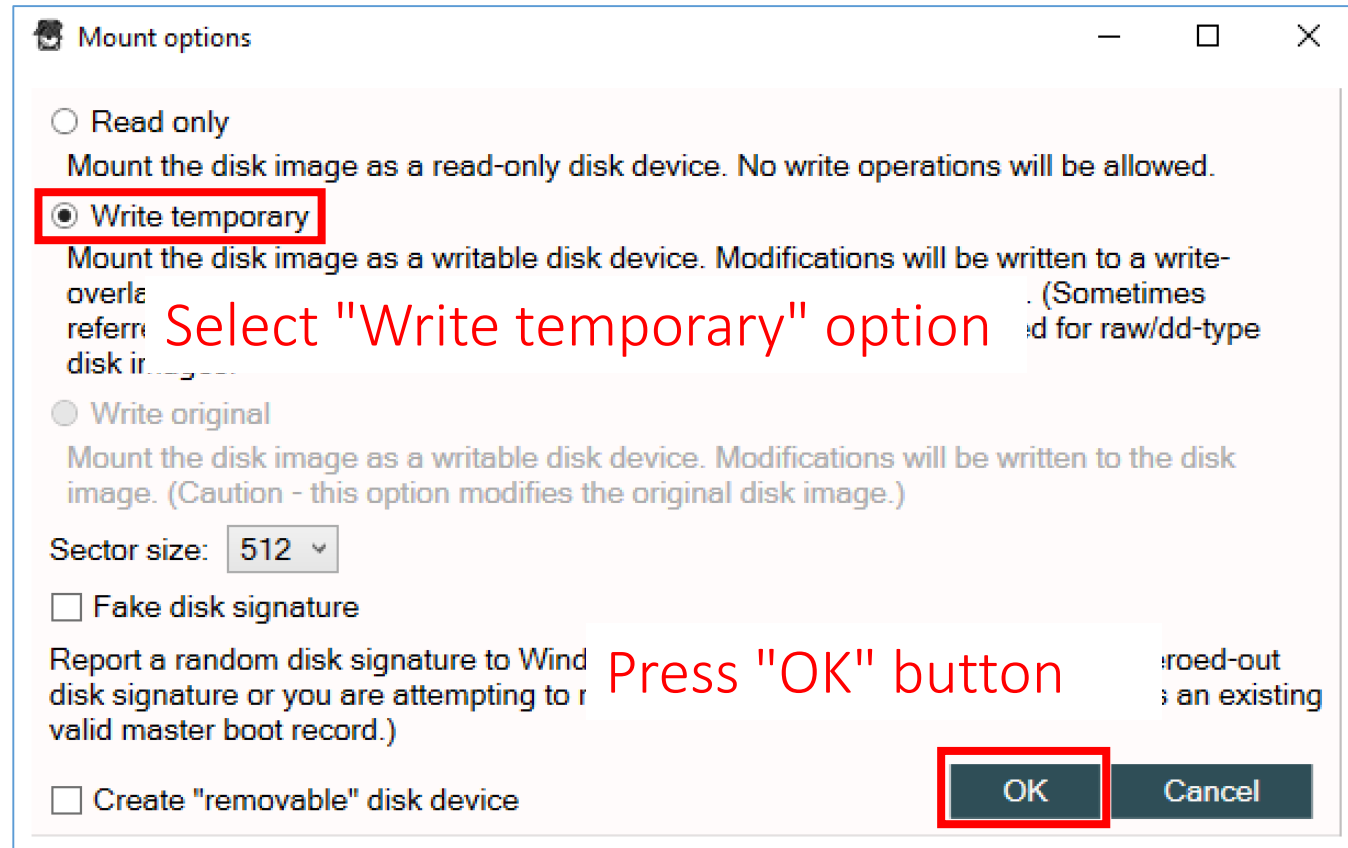 Mount options
Read only
Mount the disk image as a read-only disk device. No write operations will be allowed.
Write temporary
Mount the disk image as a writable disk device. Modifications will be written to a write-
. (Sometimes
Select "Write temporary" option
for raw/dd-type
disk
Write original
Mount the disk image as a writable disk device. Modifications will be written to the disk
image. (Caution - this option modifies the original disk image.)
Sector size: 512
Fake disk signature
Report a random disk signature to
Press "OK" button
disk signature or you are attempting to
an existing
valid master boot record.)
Create "removable" disk device
OK
Cancel